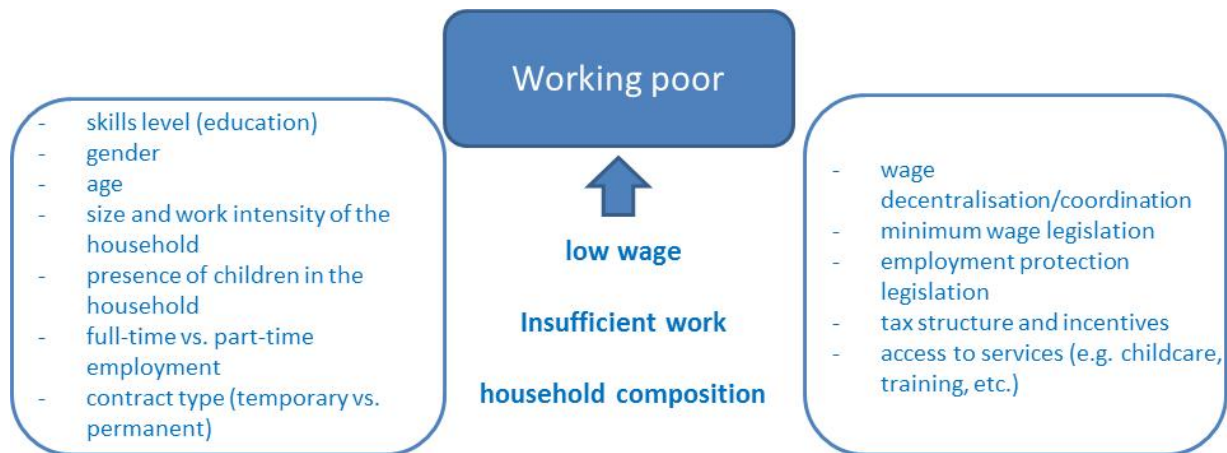 Working poor
- skills level (education)
- gender
- age
- size and work intensity of the
household
- presence of children in the
household
- full-time vs. part-time
employment
- contract type (temporary vs.
permanent)
low wage
Insufficient work
household composition
- wage
decentralisation/coordination
- minimum wage legislation
- employment protection
legislation
- tax structure and incentives
- access to services (e.g. childcare,
training, etc.)